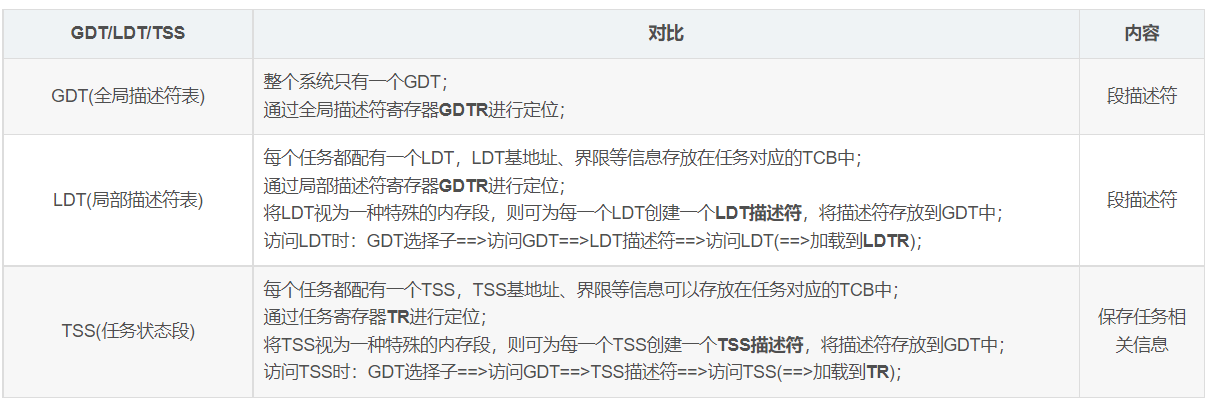 GDT/LDT/TSS 对比 内容
GDT(全局描述符表)
整个系统只有一个GDT；
通过全局描述符寄存器GDTR进行定位；
段描述符
LDT(局部描述符表)
每个任务都配有一个LDT，LDT基地址、界限等信息存放在任务对应的TCB中；
通过局部描述符寄存器GDTR进行定位；
将LDT视为一种特殊的内存段，则可为每一个LDT创建一个LDT描述符，将描述符存放到GDT中；
访问LDT时：GDT选择子==>访问GDT==>LDT描述符==>访问LDT(==>加载到LDTR)；
段描述符
TSS(任务状态段)
每个任务都配有一个TSS，TSS基地址、界限等信息可以存放在任务对应的TCB中；
通过任务寄存器TR进行定位；
将TSS视为一种特殊的内存段，则可为每一个TSS创建一个TSS描述符，将描述符存放到GDT中；
访问TSS时：GDT选择子==>访问GDT==>TSS描述符==>访问TSS(==>加载到TR)；
保存任务相
关信息